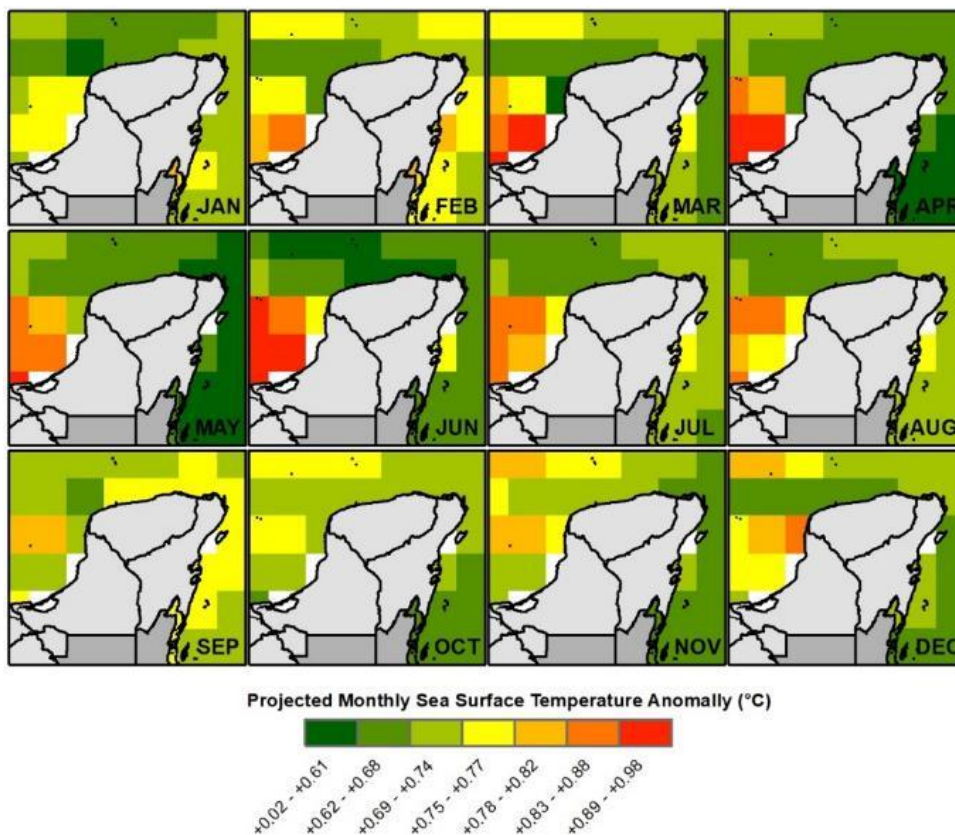 JAN FEB MAR APR
MAY JUN JUL AUG
SEP OCT NOV DEC
Projected Monthly Sea Surface Temperature Anomally (°C)
+0.02 - +0.61 +0.62 - +0.68 +0.69 - +0.74 +0.75 - +0.77 +0.78 - +0.82 +0.83 - +0.88 +0.89 - +0.98